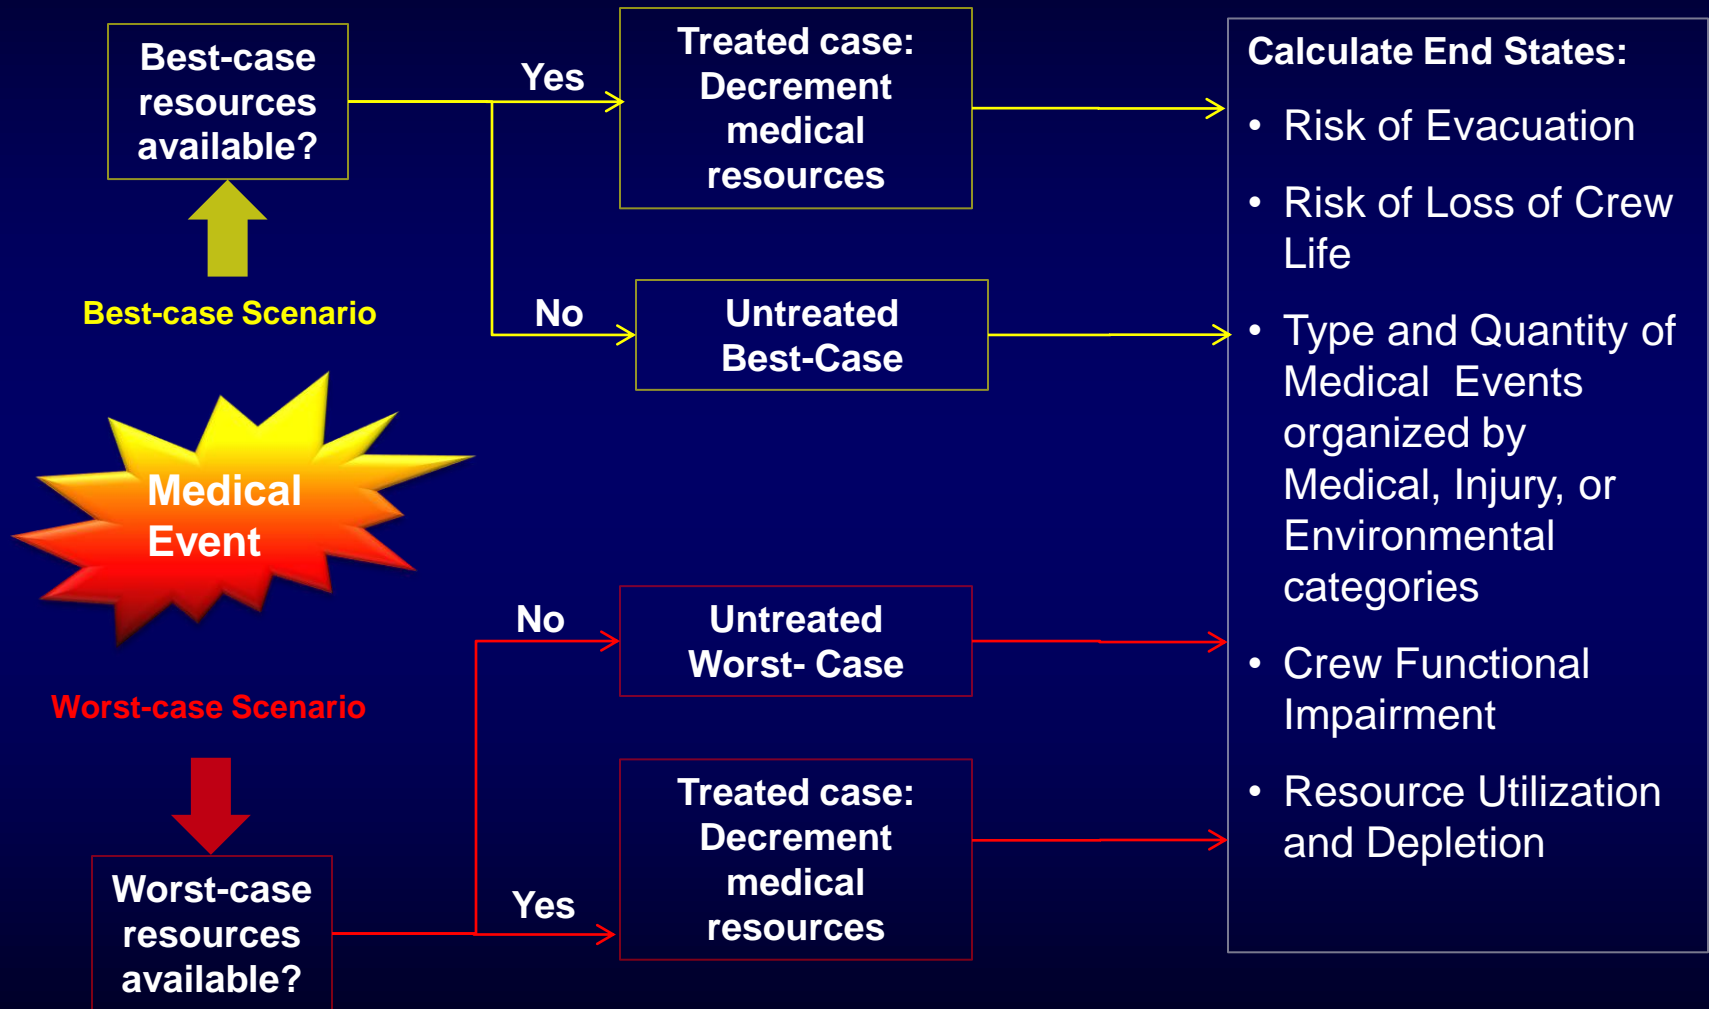 Best-case
resources
available?
Yes
Treated case:
Decrement
medical
resources
Best-case Scenario
No
Untreated
Best-Case
Medical
Event
Worst-case Scenario
No
Untreated
Worst- Case
Worst-case
resources
available?
Yes
Treated case:
Decrement
medical
resources
Calculate End States:
• Risk of Evacuation
• Risk of Loss of Crew
Life
• Type and Quantity of
Medical  Events
organized by
Medical, Injury, or
Environmental
categories
• Crew Functional
Impairment
• Resource Utilization
and Depletion